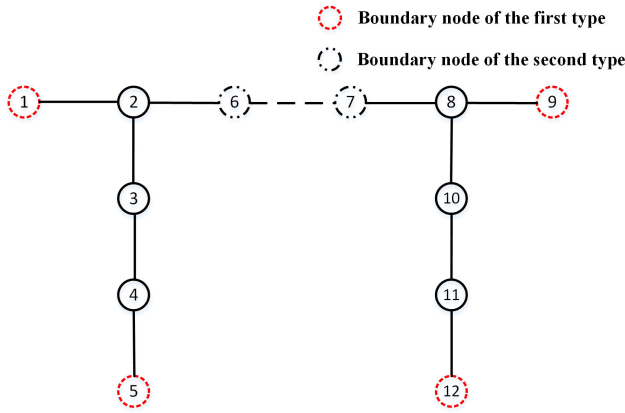 Boundary node of the first type
Boundary node of the second type
1 2 6 7 8 9
3 10
4 11
5 12